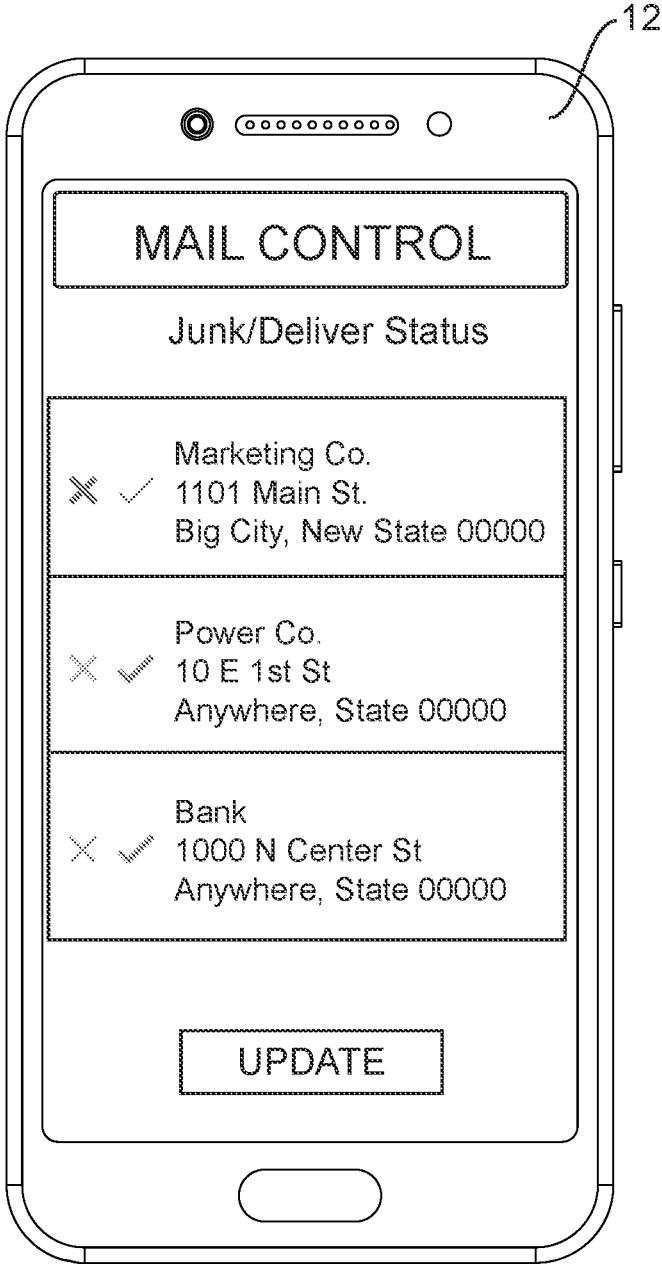 12
MAIL CONTROL
Junk/Deliver Status
Marketing Co.
1101 Main St.
Big City, New State 00000
Power Co.
10 E 1st St
Anywhere, State 00000
Bank
1000 N Center St
Anywhere, State 00000
UPDATE